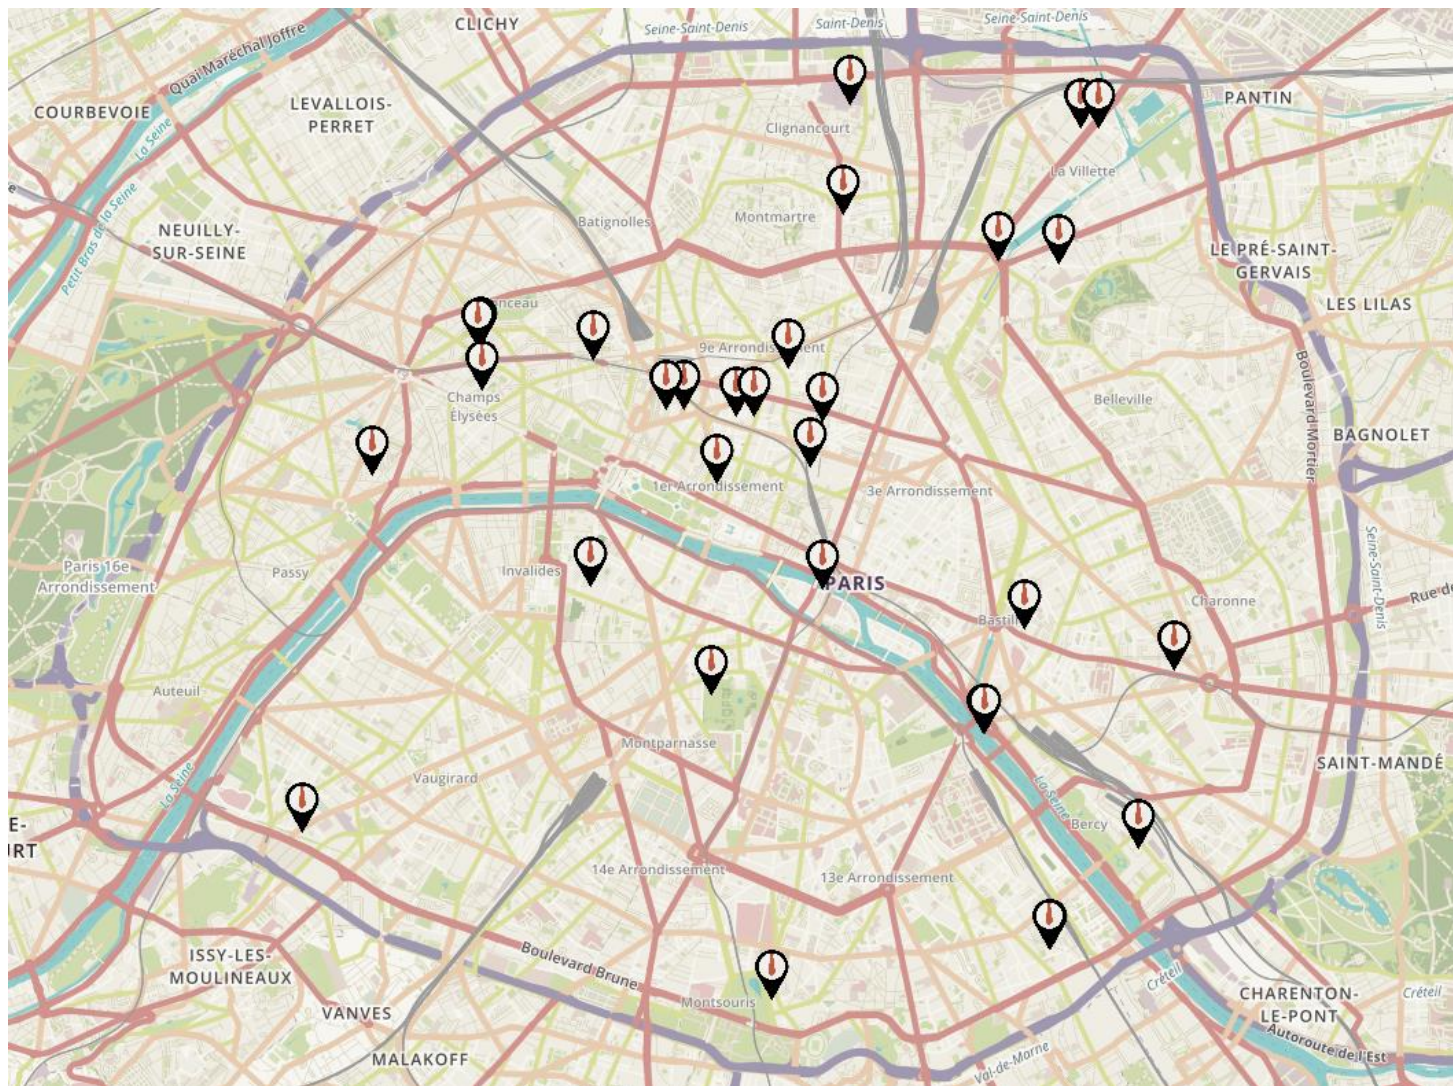 CLICHY
Seine-Saint-Denis
Saint-Denis
Seine-Saint-Denis
Quai Maréchal Joffre
COURBEVOIE
LEVALLOIS-
PERRET
PANTIN
La Seine
Clignancourt
La Villette
Petit Bras de la Seine
Batignolles
Montmartre
NEUILLY-
SUR-SEINE
LE PRÉ-SAINT-
GERVAIS
LES LILAS
9e Arrondissement
Boulevard Mortier
Champs
Élysées
Belleville
BAGNOLET
1er Arrondissement
3e Arrondissement
Seine-Saint-Denis
Paris 16e
Arrondissement
Passy
Invalides
PARIS
Charonne
Rue de
Auteuil
Montparnasse
Vaugirard
SAINT-MANDÉ
La Seine
La Seine
Bercy
14e Arrondissement
13e Arrondissement
ISSY-LES-
MOULINEAUX
Boulevard Brune
Créteil
Créteil
Montsouris
VANVES
CHARENTON-
LE-PONT
MALAKOFF
Val-de-Marne
Autoroute de l'Est